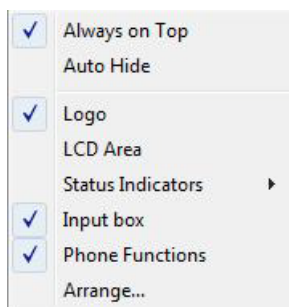 Always on Top
Auto Hide
Logo
LCD Area
Status Indicators
Input box
Phone Functions
Arrange...